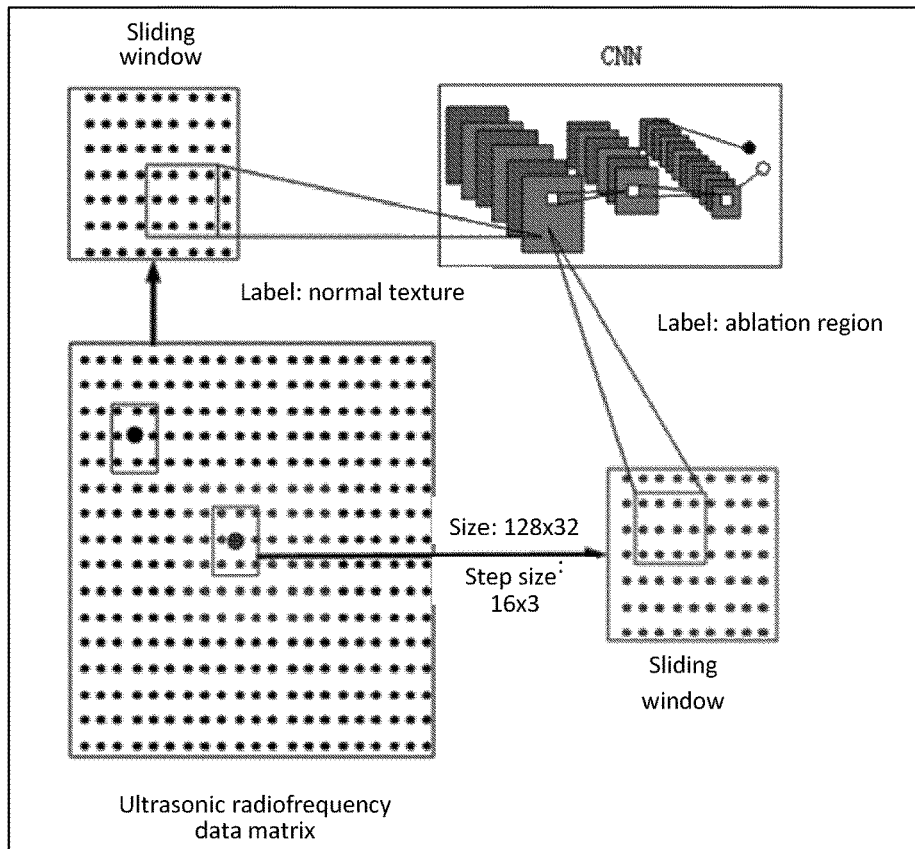 Sliding
window
CNN
Label: normal texture
Label: ablation region
Size: 128x32
Step size:
16x3
Sliding
window
Ultrasonic radiofrequency
data matrix